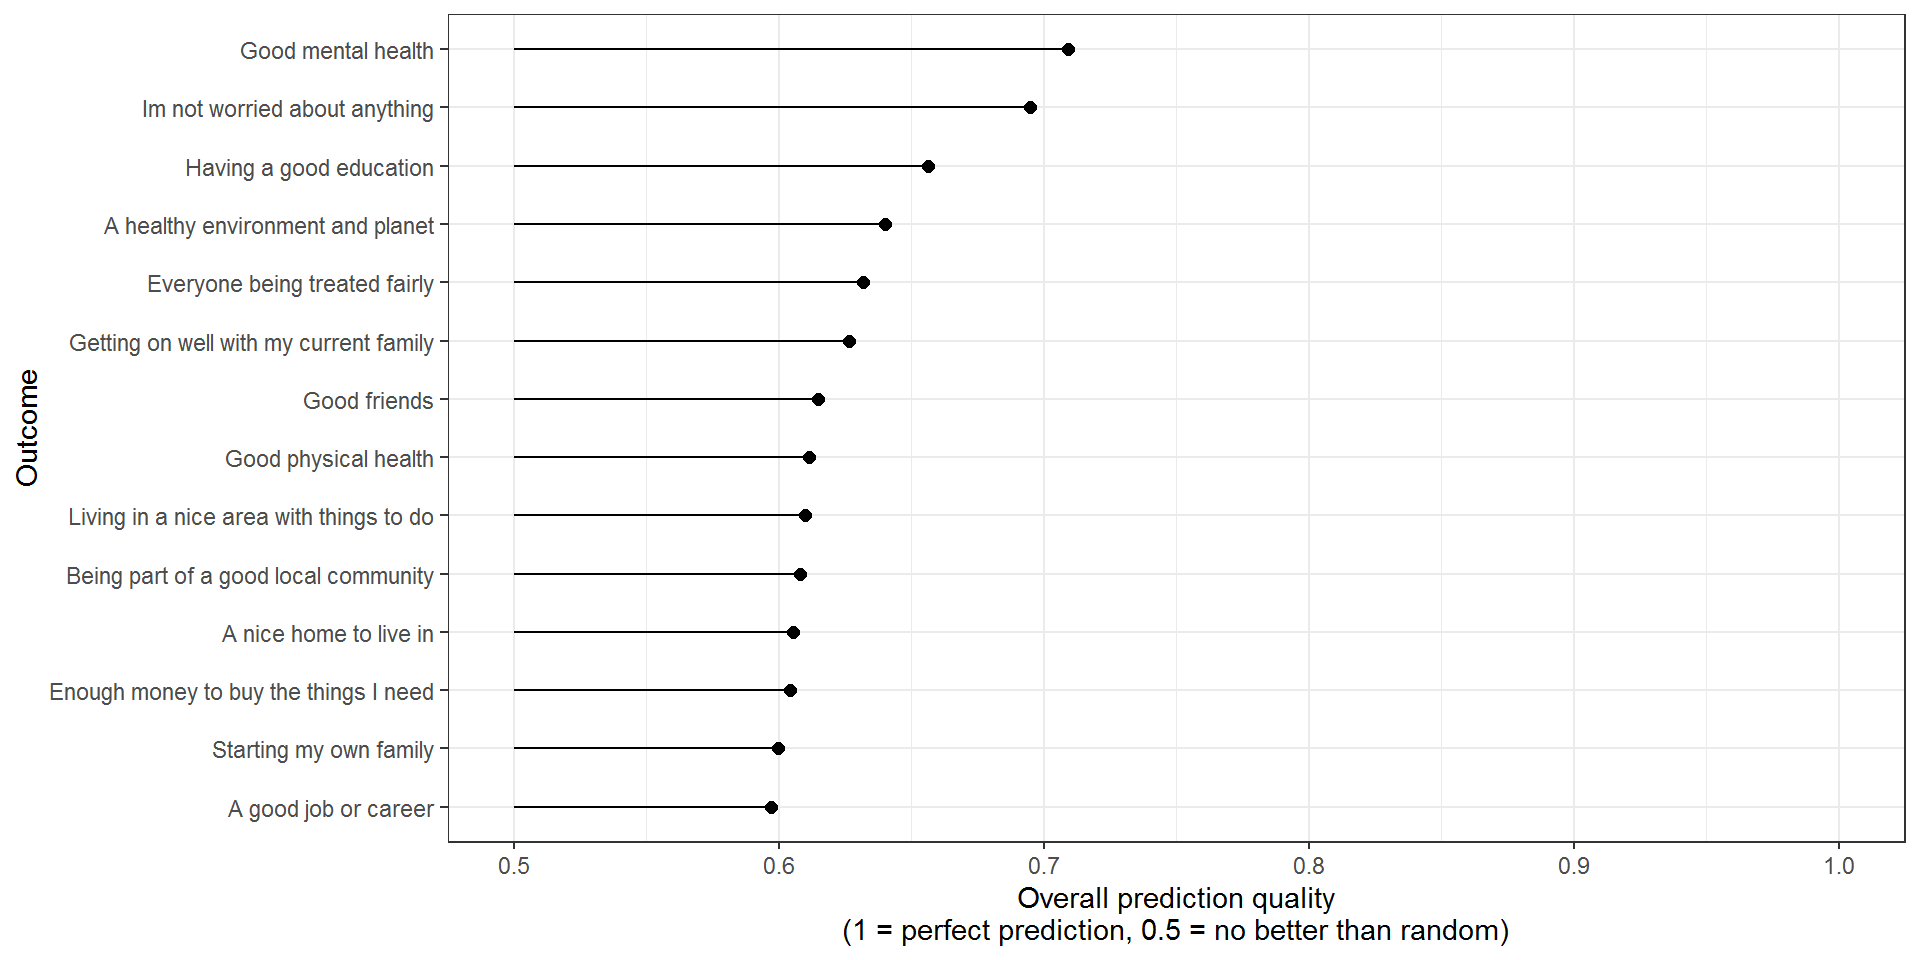 Good mental health
Im not worried about anything
Having a good education
A healthy environment and planet
Everyone being treated fairly
Getting on well with my current family
Good friends
Good physical health
Living in a nice area with things to do
Being part of a good local community
A nice home to live in
Enough money to buy the things I need
Starting my own family
A good job or career
Outcome
0.5 0.6 0.7 0.8 0.9 1.0
Overall prediction quality
(1 = perfect prediction, 0.5 = no better than random)